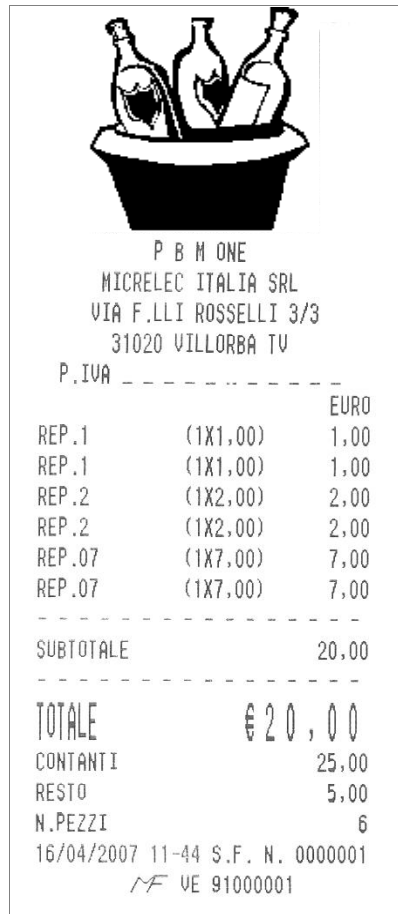 P B M ONE
MICRELEC ITALIA SRL
VIA F.LLI ROSSELLI 3/3
31020 VILLORBA TV
P.IVA _ _ _ _ _ _ _ _ _ _ _
EURO
REP.1 (1X1,00) 1,00
REP.1 (1X1,00) 1,00
REP.2 (1X2,00) 2,00
REP.2 (1X2,00) 2,00
REP.07 (1X7,00) 7,00
REP.07 (1X7,00) 7,00
SUBTOTALE 20,00
TOTALE €20,00
CONTANTI 25,00
RESTO 5,00
N.PEZZI 6
16/04/2007 11-44 S.F. N. 0000001
MF VE 91000001